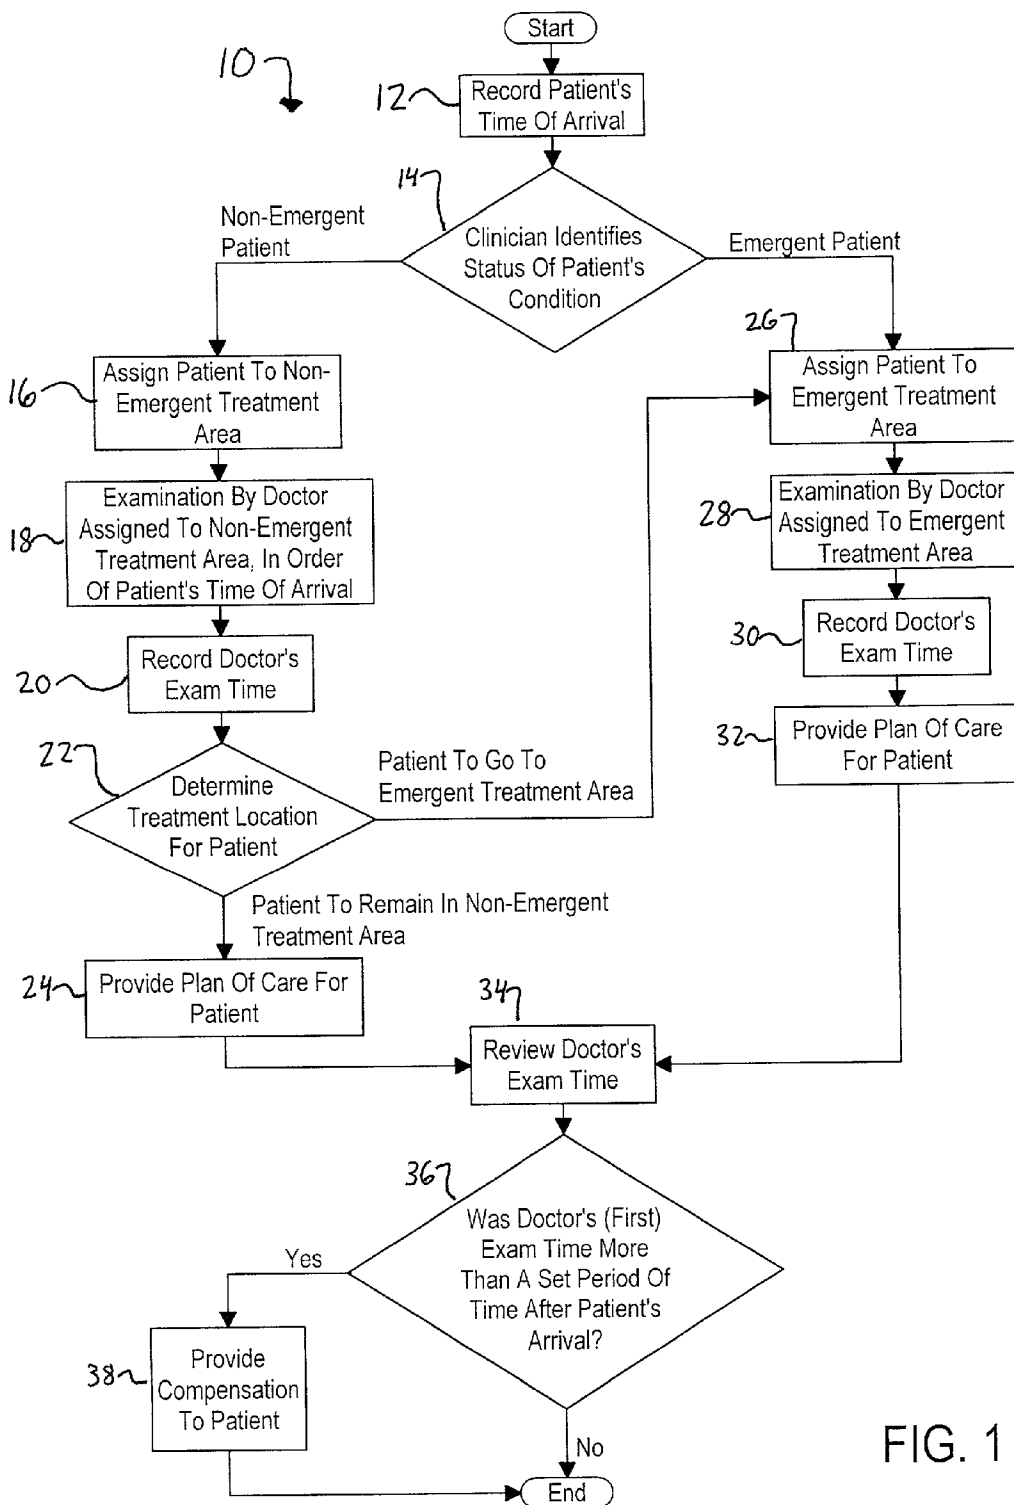 Start
10
12
Record Patient's
Time Of Arrival
14
Non-Emergent
Patient
Clinician Identifies
Status Of Patient's
Condition
Emergent Patient
16
Assign Patient To Non-
Emergent Treatment
Area
26
Assign Patient To
Emergent Treatment
Area
18
Examination By Doctor
Assigned To Non-Emergent
Treatment Area, In Order
Of Patient's Time Of Arrival
28
Examination By Doctor
Assigned To Emergent
Treatment Area
20
Record Doctor's
Exam Time
30
Record Doctor's
Exam Time
22
Determine
Treatment Location
For Patient
Patient To Go To
Emergent Treatment Area
32
Provide Plan Of Care
For Patient
Patient To Remain In Non-Emergent
Treatment Area
24
Provide Plan Of Care For
Patient
34
Review Doctor's
Exam Time
36
Was Doctor's (First)
Exam Time More
Than A Set Period Of
Time After Patient's
Arrival?
Yes
38
Provide
Compensation
To Patient
No
End
FIG. 1